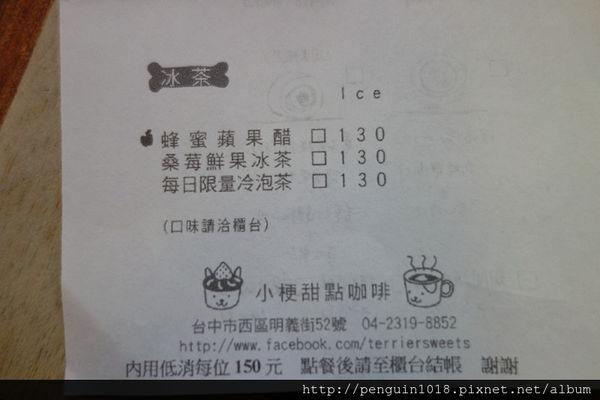 冰茶
Ice
蜂蜜蘋果醋 □130
桑莓鮮果冰茶 □130
每日限量冷泡茶 □130
(口味請洽櫃台)
小梗甜點咖啡
台中市西區明義街52號 04-2319-8852
http://www.facebook.com/terriersweets
內用低消每位 150 元 點餐後請至櫃台結帳 謝謝
http://penguin1018.pixnet.net/album